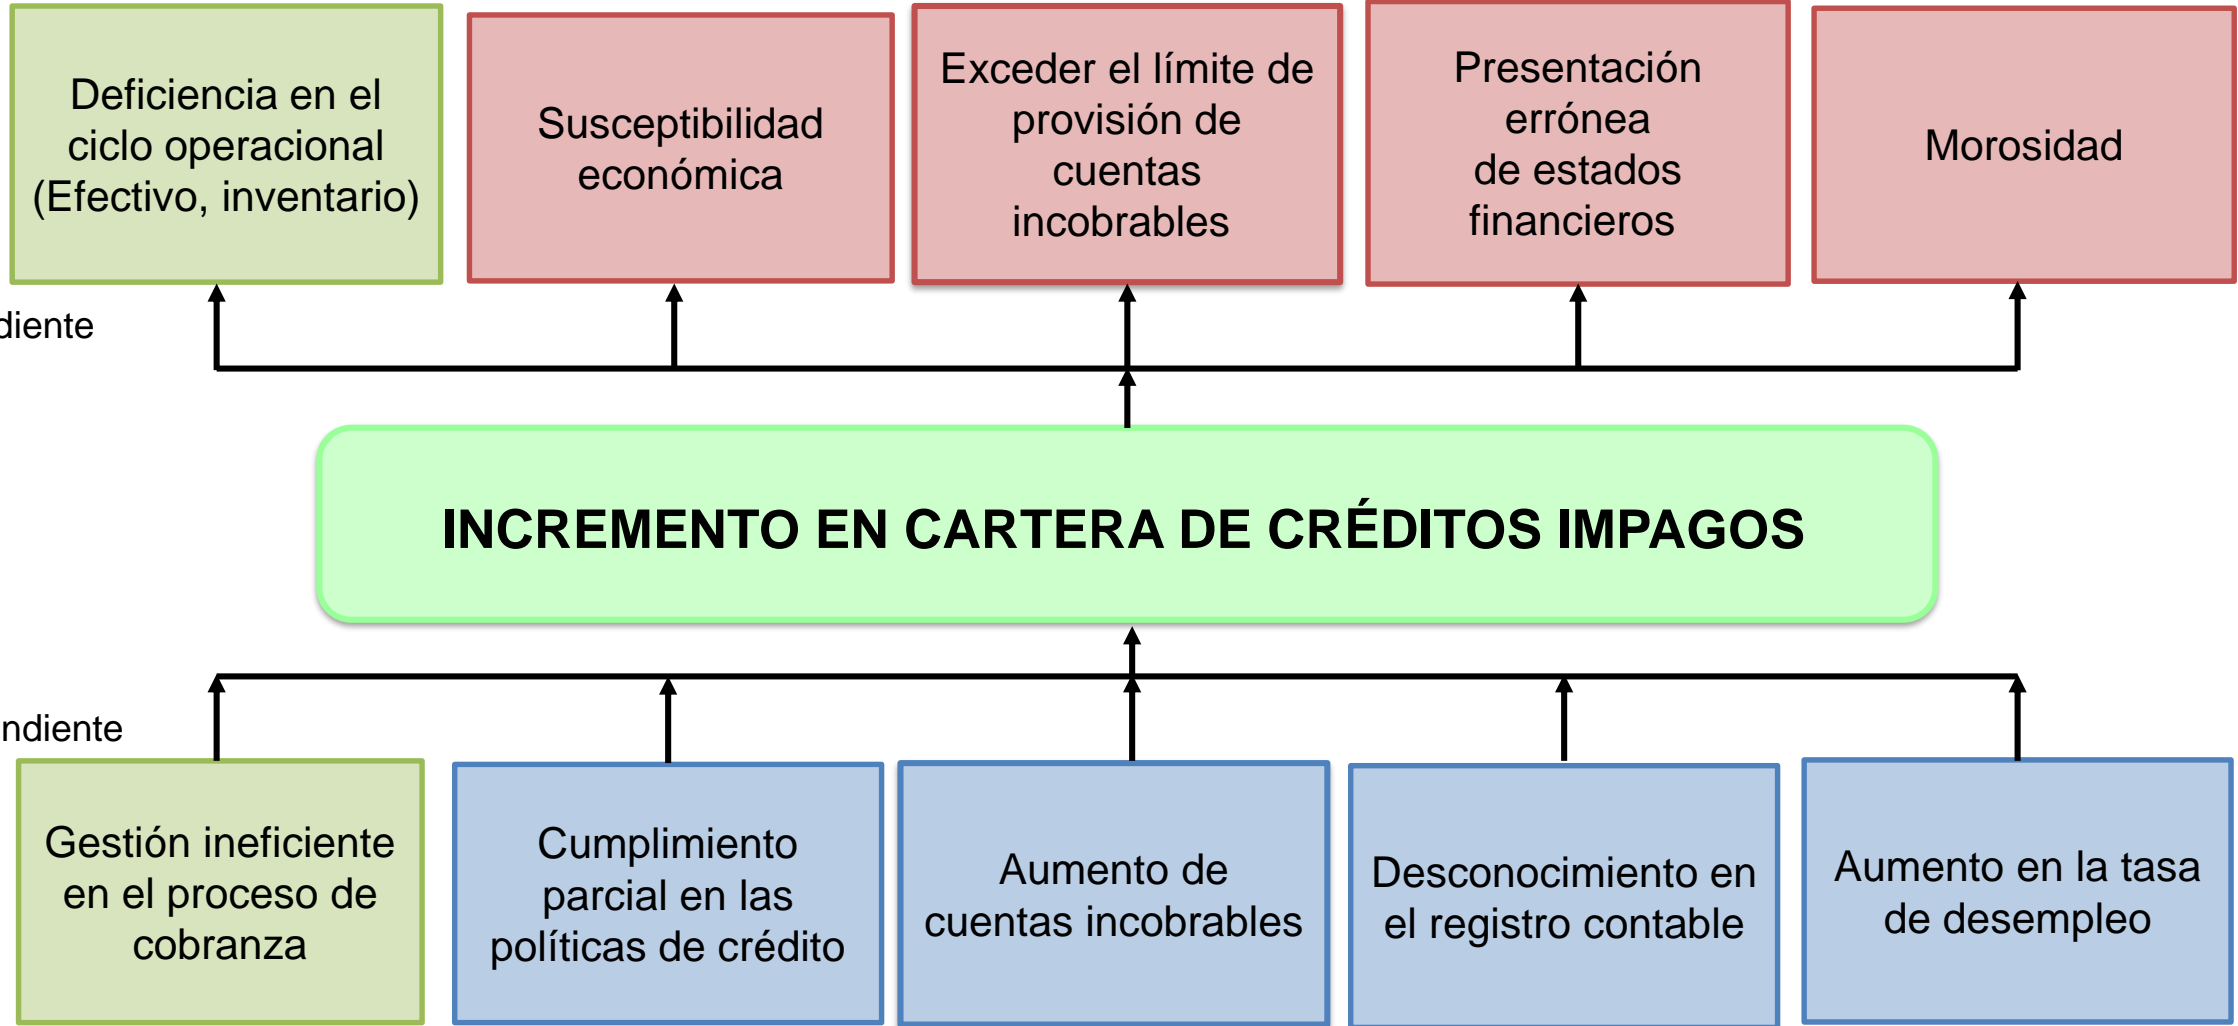 Deficiencia en el
ciclo operacional
(Efectivo, inventario)
Susceptibilidad
económica
Exceder el límite de
provisión de
cuentas
incobrables
Presentación
errónea
de estados
financieros
Morosidad
diente
INCREMENTO EN CARTERA DE CRÉDITOS IMPAGOS
ndiente
Gestión ineficiente
en el proceso de
cobranza
Cumplimiento
parcial en las
políticas de crédito
Aumento de
cuentas incobrables
Desconocimiento en
el registro contable
Aumento en la tasa
de desempleo